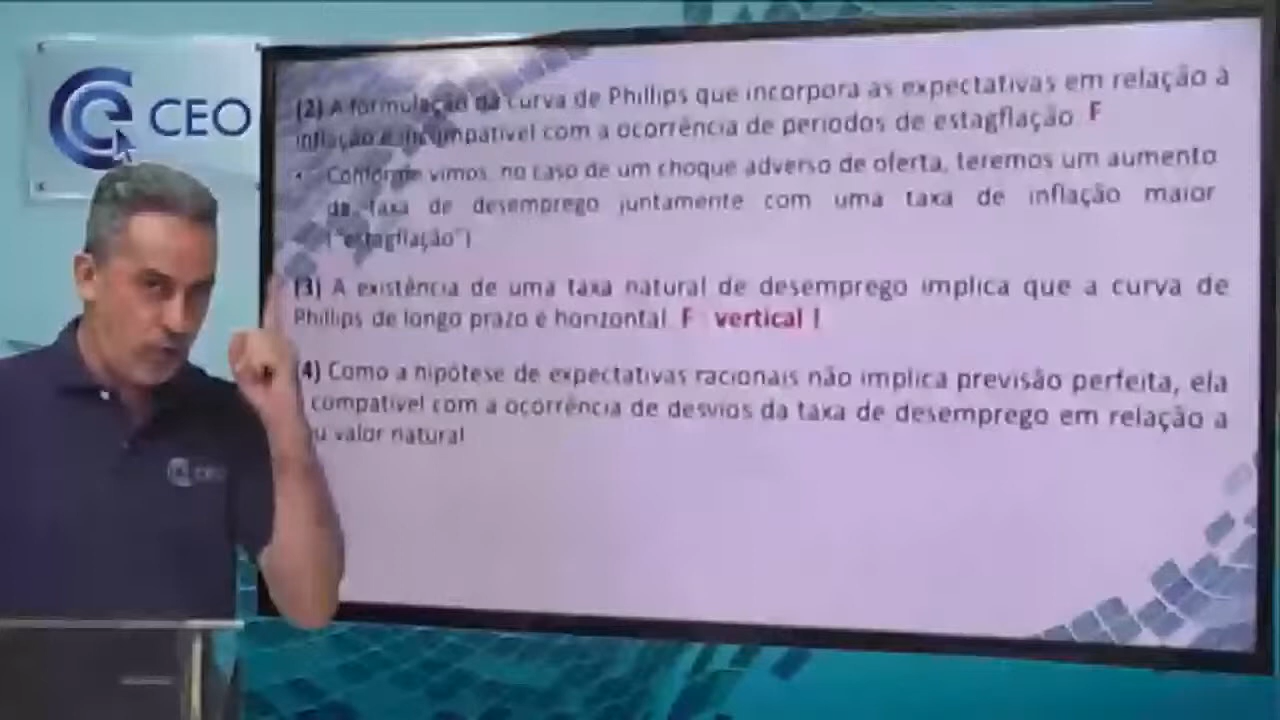 CEO
(2) A formulação da curva de Phillips que incorpora as expectativas em relação à
inflação é incompatível com a ocorrência de períodos de estagflação. F
• Conforme vimos, no caso de um choque adverso de oferta, teremos um aumento
da taxa de desemprego juntamente com uma taxa de inflação maior
("estagflação")
(3) A existência de uma taxa natural de desemprego implica que a curva de
Phillips de longo prazo é horizontal. F : vertical !
(4) Como a hipótese de expectativas racionais não implica previsão perfeita, ela
compatível com a ocorrência de desvios da taxa de desemprego em relação a
valor natural
CEO